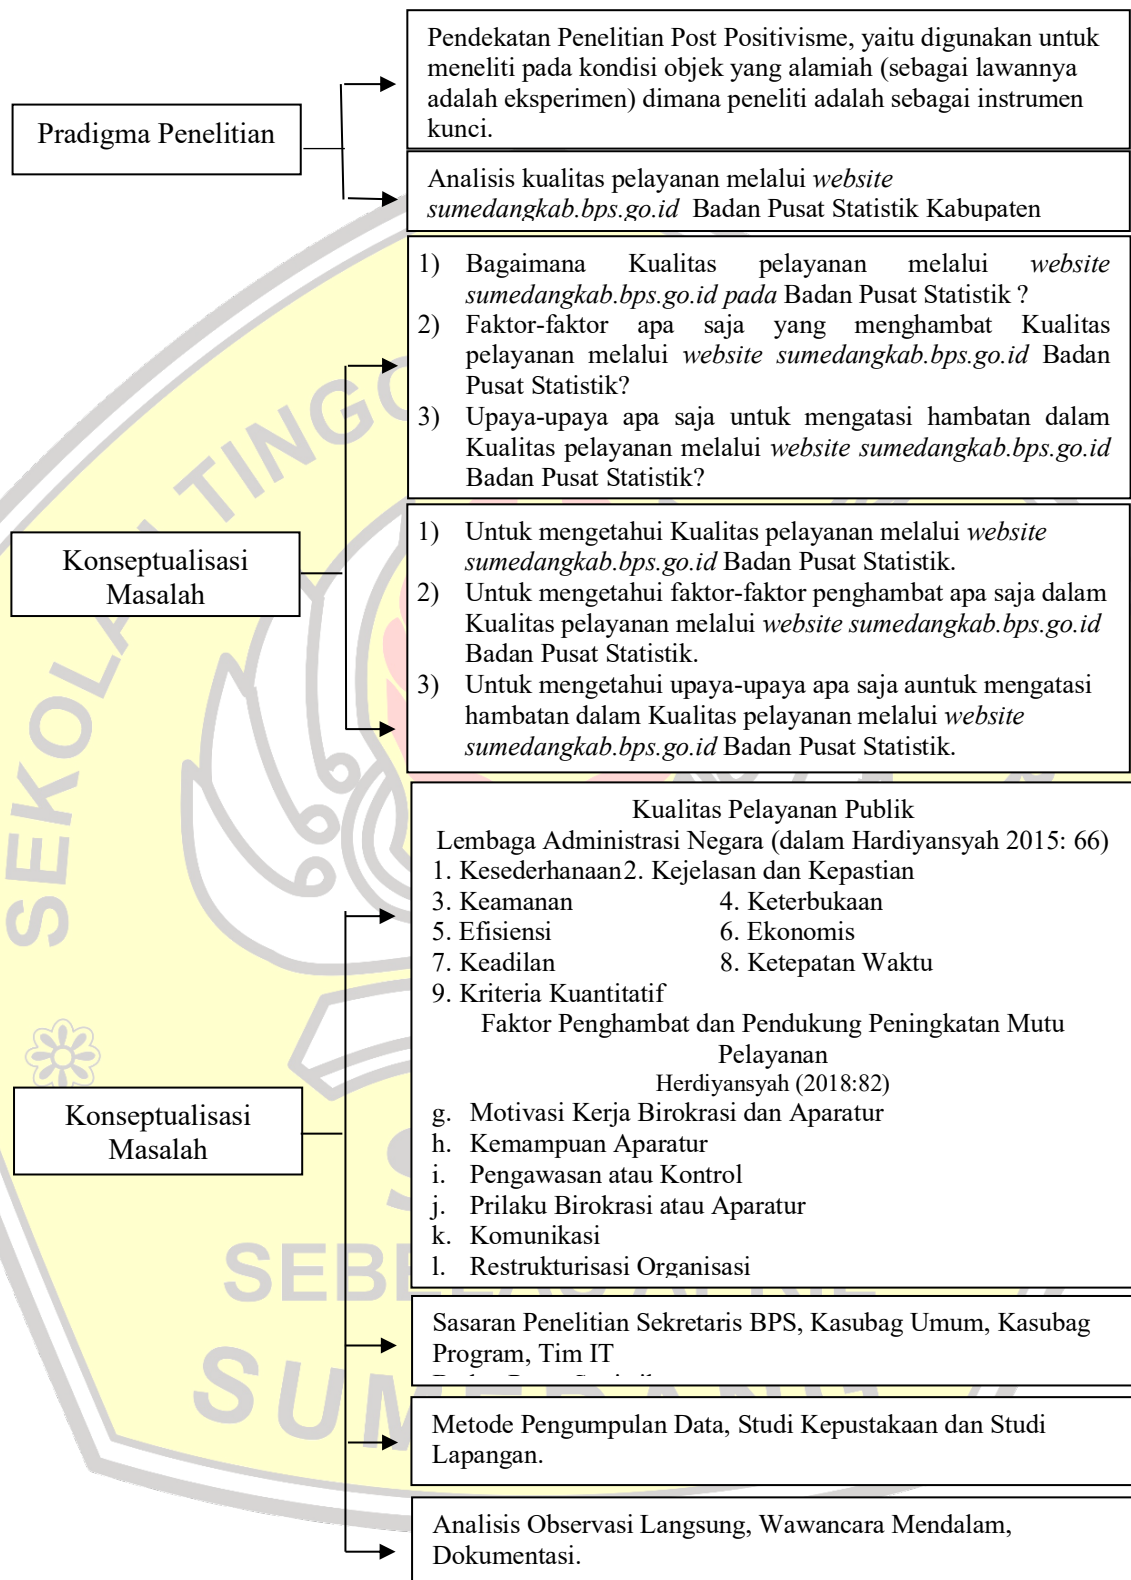 Pendekatan Penelitian Post Positivisme, yaitu digunakan untuk
meneliti pada kondisi objek yang alamiah (sebagai lawannya
adalah eksperimen) dimana peneliti adalah sebagai instrumen
kunci.
Pradigma Penelitian
Analisis kualitas pelayanan melalui website
sumedangkab.bps.go.id Badan Pusat Statistik Kabupaten
1) Bagaimana Kualitas pelayanan melalui website
sumedangkab.bps.go.id pada Badan Pusat Statistik ?
2) Faktor-faktor apa saja yang menghambat Kualitas
pelayanan melalui website sumedangkab.bps.go.id Badan
Pusat Statistik?
3) Upaya-upaya apa saja untuk mengatasi hambatan dalam
Kualitas pelayanan melalui website sumedangkab.bps.go.id
Badan Pusat Statistik?
Konseptualisasi
Masalah
1) Untuk mengetahui Kualitas pelayanan melalui website
sumedangkab.bps.go.id Badan Pusat Statistik.
2) Untuk mengetahui faktor-faktor penghambat apa saja dalam
Kualitas pelayanan melalui website sumedangkab.bps.go.id
Badan Pusat Statistik.
3) Untuk mengetahui upaya-upaya apa saja auntuk mengatasi
hambatan dalam Kualitas pelayanan melalui website
sumedangkab.bps.go.id Badan Pusat Statistik.
Kualitas Pelayanan Publik
Lembaga Administrasi Negara (dalam Hardiyansyah 2015: 66)
1. Kesederhanaan2. Kejelasan dan Kepastian
3. Keamanan 4. Keterbukaan
5. Efisiensi 6. Ekonomis
7. Keadilan 8. Ketepatan Waktu
9. Kriteria Kuantitatif
Faktor Penghambat dan Pendukung Peningkatan Mutu
Pelayanan
Herdiyansyah (2018:82)
g. Motivasi Kerja Birokrasi dan Aparatur
h. Kemampuan Aparatur
i. Pengawasan atau Kontrol
j. Prilaku Birokrasi atau Aparatur
k. Komunikasi
l. Restrukturisasi Organisasi
Konseptualisasi
Masalah
Sasaran Penelitian Sekretaris BPS, Kasubag Umum, Kasubag
Program, Tim IT
Metode Pengumpulan Data, Studi Kepustakaan dan Studi
Lapangan.
Analisis Observasi Langsung, Wawancara Mendalam,
Dokumentasi.